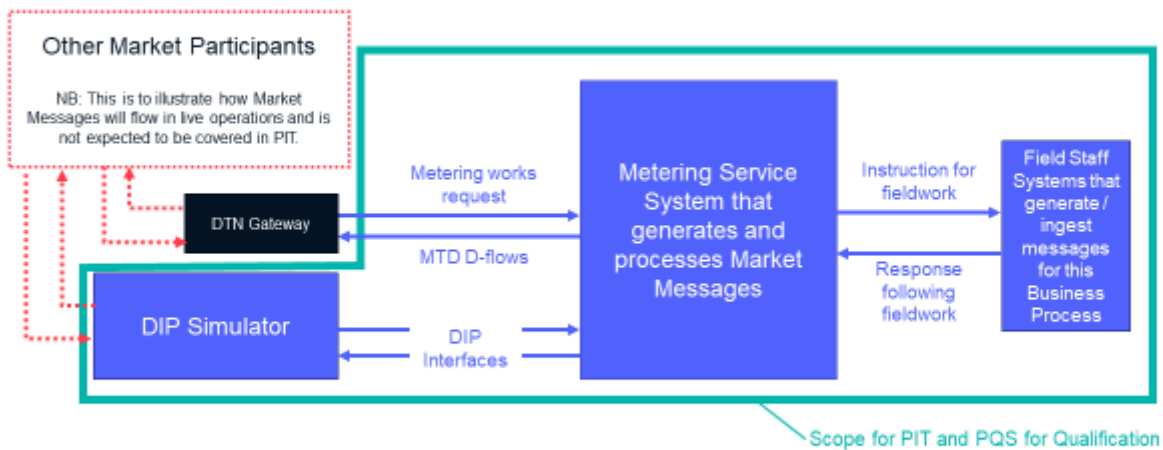 Other Market Participants
NB: This is to illustrate how Market
Messages will flow in live operations and is
not expected to be covered in PIT.
DTN Gateway
DIP Simulator
Metering works
request
MTD D-flows
DIP
Interfaces
Metering Service
System that
generates and
processes Market
Messages
Instruction for
fieldwork
Response
following
fieldwork
Field Staff
Systems that
generate /
ingest
messages
for this
Business
Process
Scope for PIT and PQS for Qualification